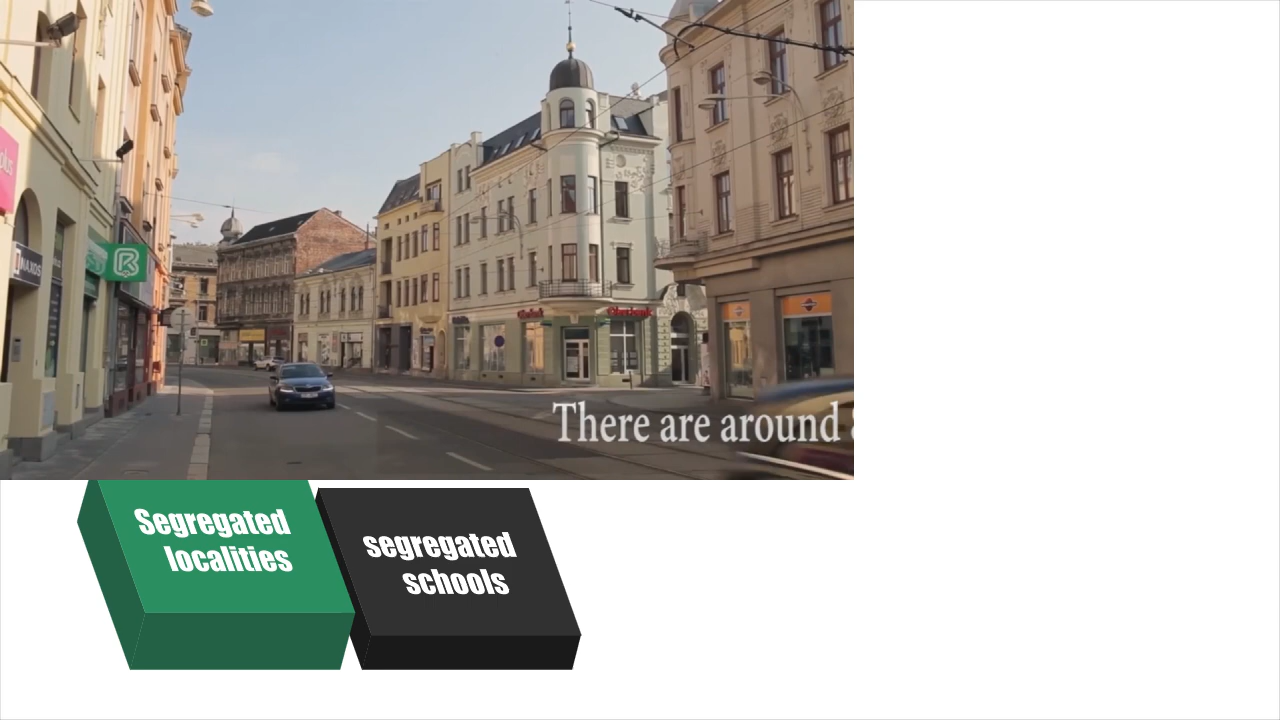 There are around
Segregated
localities
segregated
schools